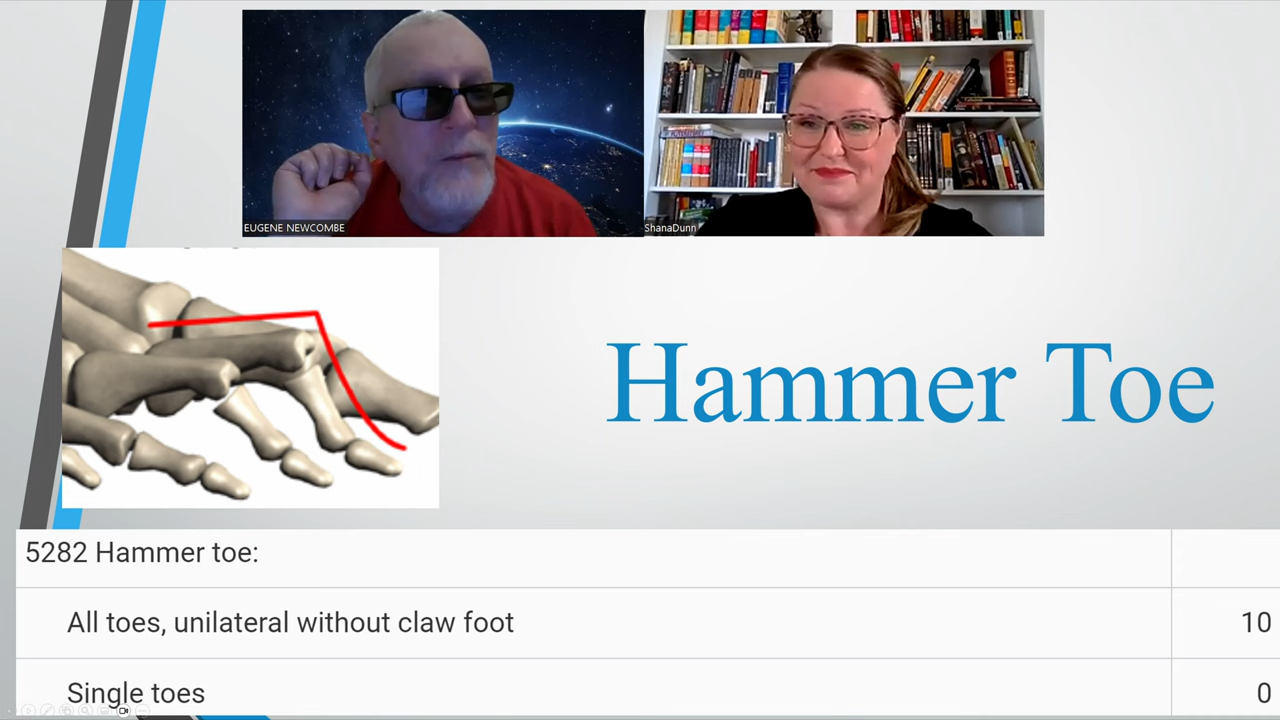 EUGENE NEWCOMBE
ShanaDunn
Hammer Toe
5282 Hammer toe:
All toes, unilateral without claw foot 10
Single toes 0